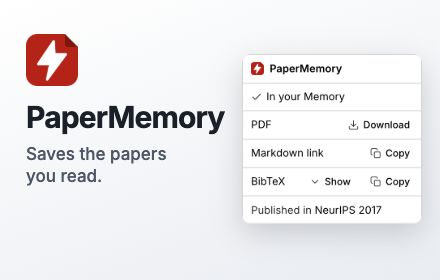 PaperMemory
Saves the papers
you read.
PaperMemory
In your Memory
PDF Download
Markdown link Copy
BibTeX Show Copy
Published in NeurIPS 2017